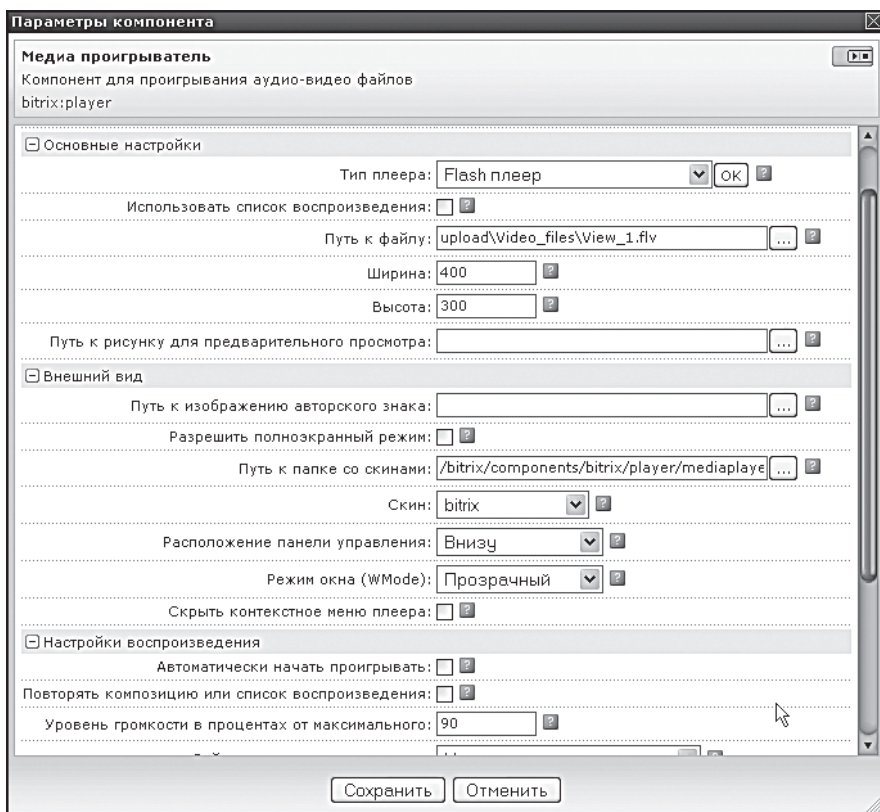 Параметры компонента
Медиа проигрыватель
Компонент для проигрывания аудио-видео файлов
bitrix:player
Основные настройки
Тип плеера: Flash плеер OK ?
Использовать список воспроизведения: ?
Путь к файлу: upload\Video_files\View_1.flv ... ?
Ширина: 400 ?
Высота: 300 ?
Путь к рисунку для предварительного просмотра: ... ?
Внешний вид
Путь к изображению авторского знака: ... ?
Разрешить полноэкранный режим: ?
Путь к папке со скинами: /bitrix/components/bitrix/player/mediaplaye ... ?
Скин: bitrix ?
Расположение панели управления: Внизу ?
Режим окна (WMode): Прозрачный ?
Скрыть контекстное меню плеера: ?
Настройки воспроизведения
Автоматически начать проигрывать: ?
Повторять композицию или список воспроизведения: ?
Уровень громкости в процентах от максимального: 90 ?
Сохранить Отменить